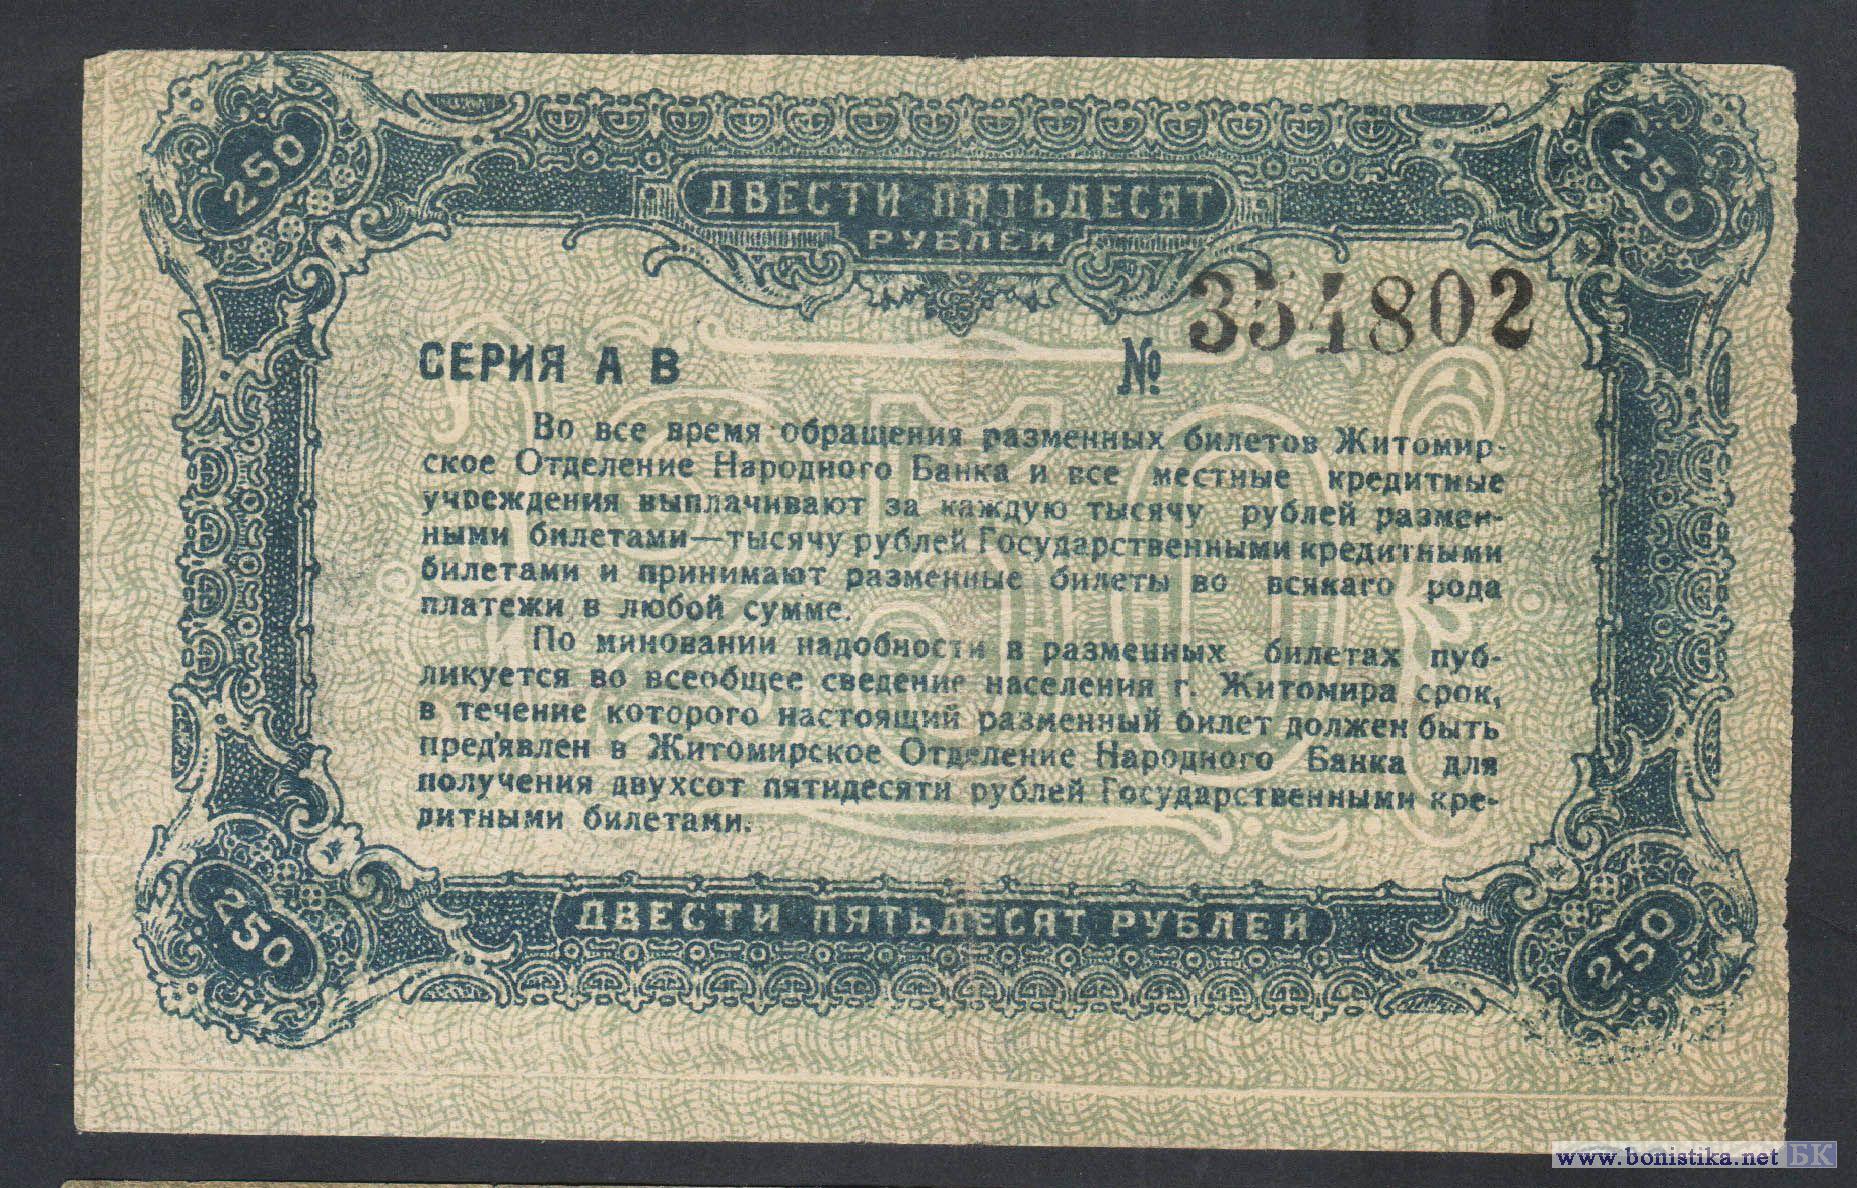 250
250
ДВЕСТИ ПЯТЬДЕСЯТ
РУБЛЕЙ
СЕРИЯ А В
№ 354802
Во все время обращения разменных билетов Житомир-
ское Отделение Народного Банка и все местные кредитные
учреждения выплачивают за каждую тысячу рублей размен-
ными билетами—тысячу рублей Государственными кредитными
билетами и принимают разменные билеты во всякаго рода
платежи в любой сумме.
По миновании надобности в разменных билетах пуб-
ликуется во всеобщее сведение населения г. Житомира срок,
в течение которого настоящий разменный билет должен быть
пред'явлен в Житомирское Отделение Народного Банка для
получения двухсот пятидесяти рублей Государственными кре-
дитными билетами.
250
ДВЕСТИ ПЯТЬДЕСЯТ РУБЛЕЙ
250
www.bonistika.net БК